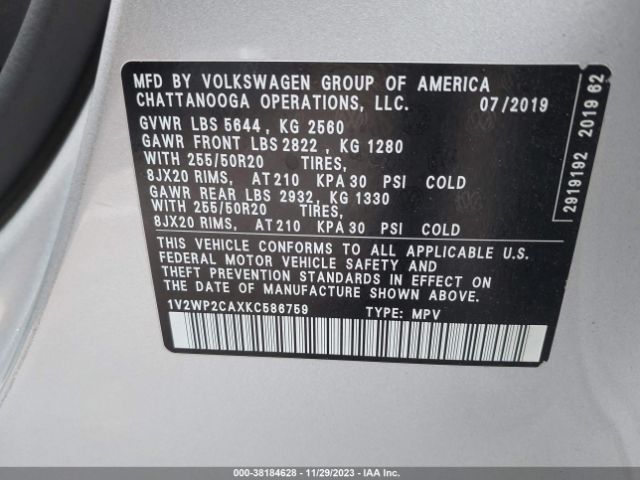 MFD BY VOLKSWAGEN GROUP OF AMERICA
CHATTANOOGA OPERATIONS, LLC. 07/2019
GVWR LBS 5644 , KG 2560
GAWR FRONT LBS 2822 , KG 1280
WITH 255/50R20 TIRES,
8JX20 RIMS, AT 210 KPA 30 PSI COLD
GAWR REAR LBS 2932, KG 1330
WITH 255/50R20 TIRES,
8JX20 RIMS, AT 210 KPA 30 PSI COLD
THIS VEHICLE CONFORMS TO ALL APPLICABLE U.S.
FEDERAL MOTOR VEHICLE SAFETY AND
THEFT PREVENTION STANDARDS IN EFFECT ON
THE DATE OF MANUFACTURE SHOWN ABOVE.
1V2WP2CAXKC586759 TYPE: MPV
2919192 2019 62
000-38184628 - 11/29/2023 - IAAI.COM